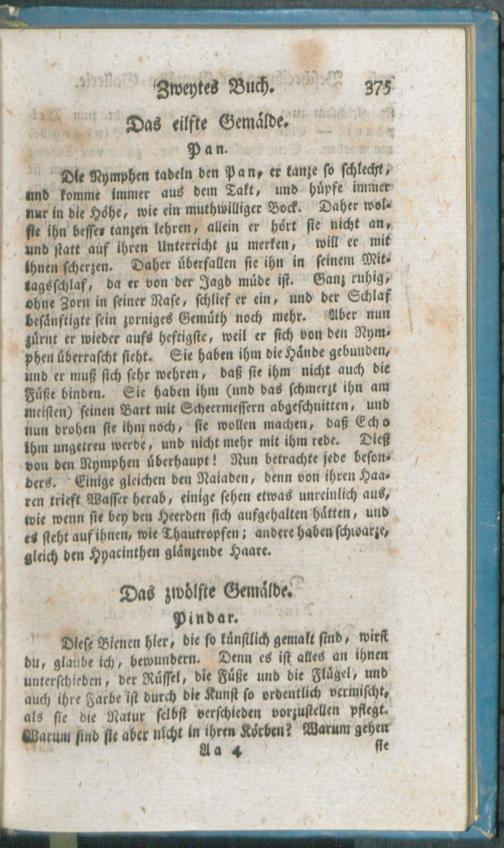 Zweytes Buch. 375
Das eilfte Gemälde.
Pan.
Die Nymphen tadeln den Pan, er tanze so schlecht,
und komme immer aus dem Takt, und hüpfe immer
nur in die Höhe, wie ein muthwilliger Bock. Daher wol-
sie ihn besser tanzen lehren, allein er hört sie nicht an,
und statt auf ihren Unterricht zu merken, will er mit
ihnen scherzen. Daher überfallen sie ihn in seinem Mit-
tagsschlaf, da er von der Jagd müde ist. Ganz ruhig,
ohne Zorn in seiner Nase, schlief er ein, und der Schlaf
besänftigte sein zorniges Gemüth noch mehr. Aber nun
zürnt er wieder aufs heftigste, weil er sich von den Nym-
phen überrascht sieht. Sie haben ihm die Hände gebunden,
und er muß sich sehr wehren, daß sie ihm nicht auch die
Füße binden. Sie haben ihm (und das schmerzt ihn am
meisten) seinen Bart mit Scheermessern abgeschnitten, und
nun drohen sie ihm noch, sie wollen machen, daß Echo
ihm ungetreu werde, und nicht mehr mit ihm rede. Dieß
von den Nymphen überhaupt! Nun betrachte jede beson-
ders. Einige gleichen den Naiaden, denn von ihren Haa-
ren trieft Wasser herab, einige sehen etwas unreinlich aus,
wie wenn sie bey den Heerden sich aufgehalten hätten, und
es steht auf ihnen, wie Thautropfen; andere haben schwarze,
gleich den Hyacinthen glänzende Haare.
Das zwölfte Gemälde.
Pindar.
Diese Bienen hier, die so künstlich gemalt sind, wirst
du, glaube ich, bewundern. Denn es ist alles an ihnen
unterschieden, der Rüssel, die Füße und die Flügel, und
auch ihre Farbe ist durch die Kunst so ordentlich vermischt,
als sie die Natur selbst verschieden vorzustellen pflegt.
Warum sind sie aber nicht in ihren Körben? Warum gehen
Aa 4 sie